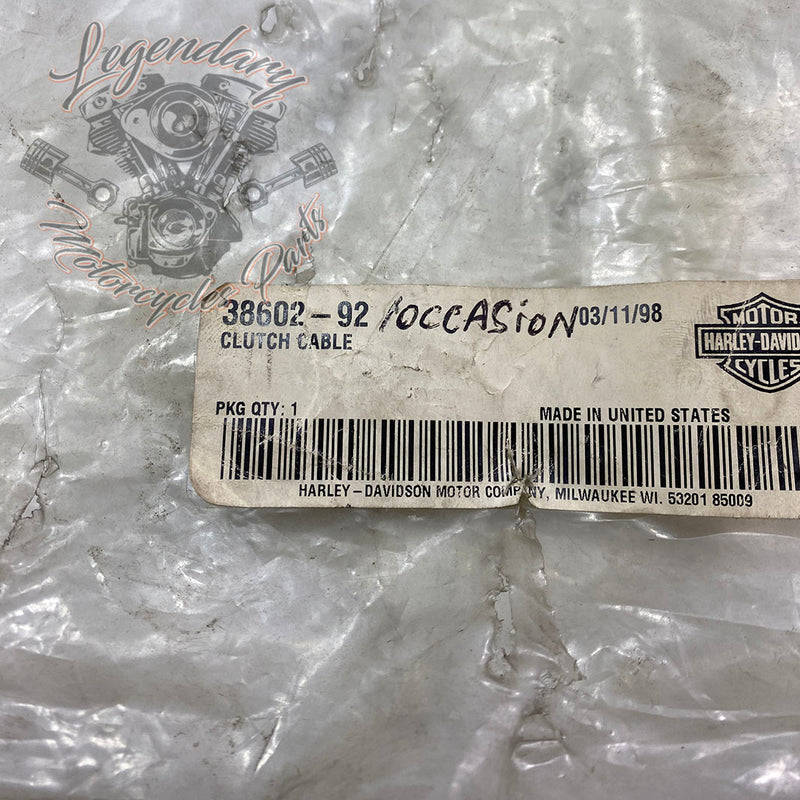 Legendary
Motorcycles Parts
38602-92 /OCCASiON 03/11/98
CLUTCH CABLE
MOTOR
HARLEY-DAVID
CYCLES
PKG QTY: 1
MADE IN UNITED STATES
HARLEY-DAVIDSON MOTOR COMPANY, MILWAUKEE WI. 53201 85009